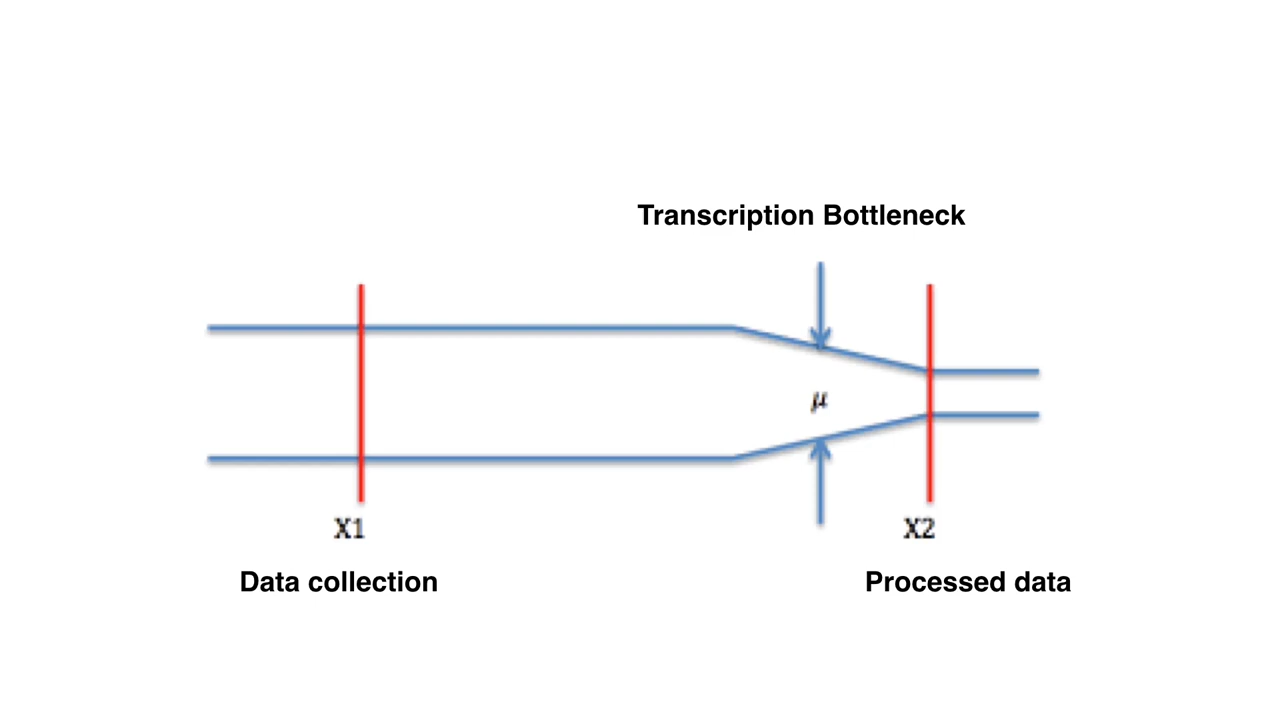 Transcription Bottleneck
μ
X1
X2
Data collection
Processed data